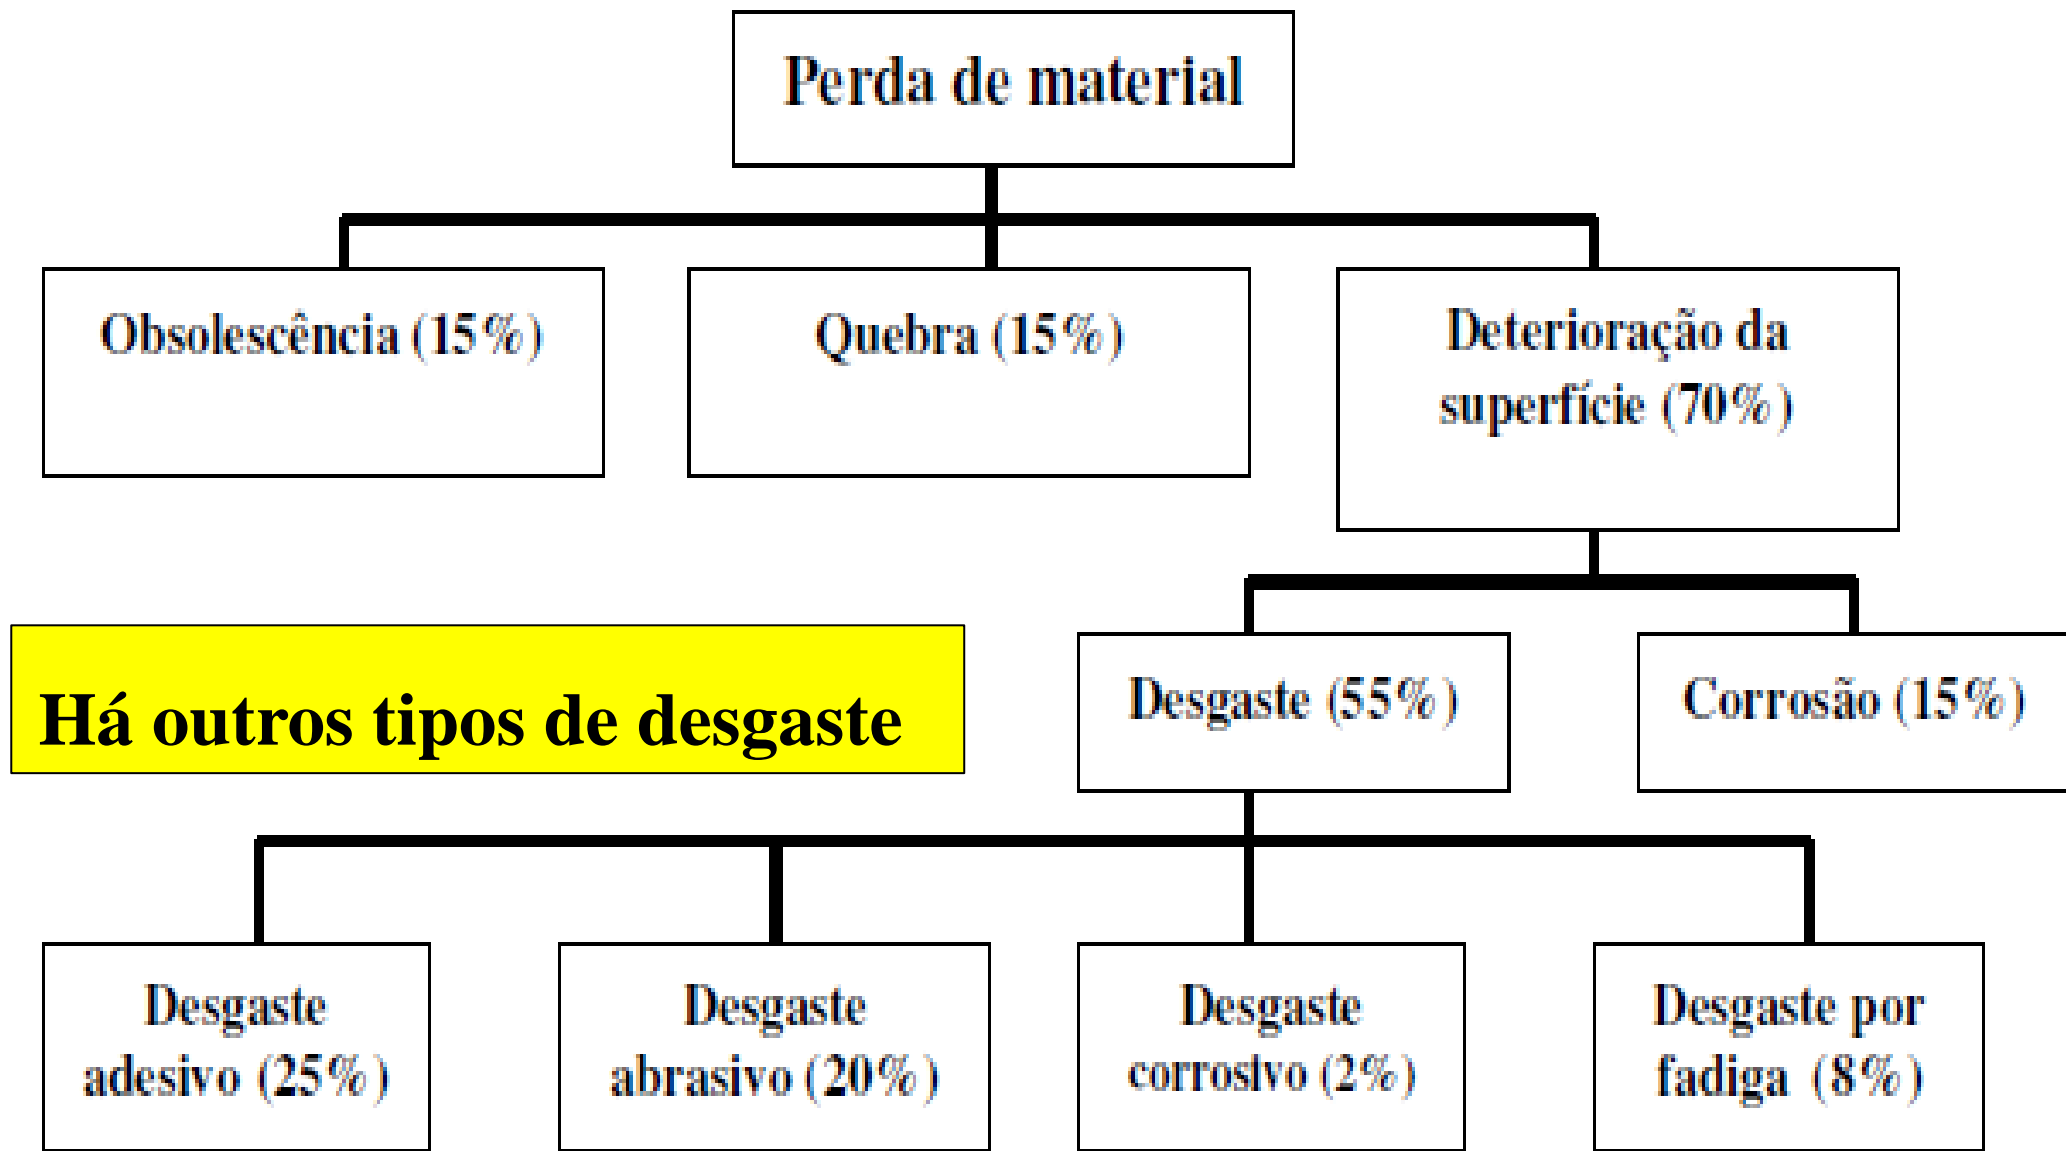 Perda de material
Obsolescência (15%)
Quebra (15%)
Deterioração da
superfície (70%)
Há outros tipos de desgaste
Desgaste (55%)
Corrosão (15%)
Desgaste
adesivo (25%)
Desgaste
abrasivo (20%)
Desgaste
corrosivo (2%)
Desgaste por
fadiga (8%)